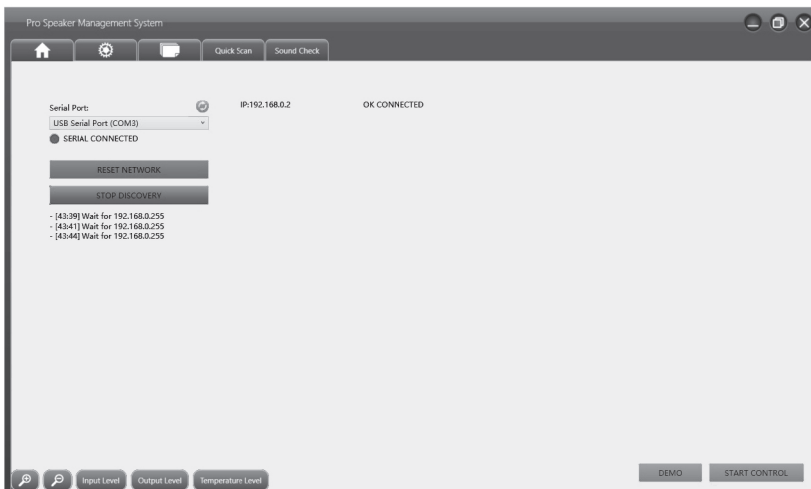 Pro Speaker Management System
Quick Scan
Sound Check
Serial Port:
IP:192.168.0.2
OK CONNECTED
USB Serial Port (COM3)
SERIAL CONNECTED
RESET NETWORK
STOP DISCOVERY
- [43:39] Wait for 192.168.0.255
- [43:41] Wait for 192.168.0.255
- [43:44] Wait for 192.168.0.255
DEMO
START CONTROL
Input Level
Output Level
Temperature Level